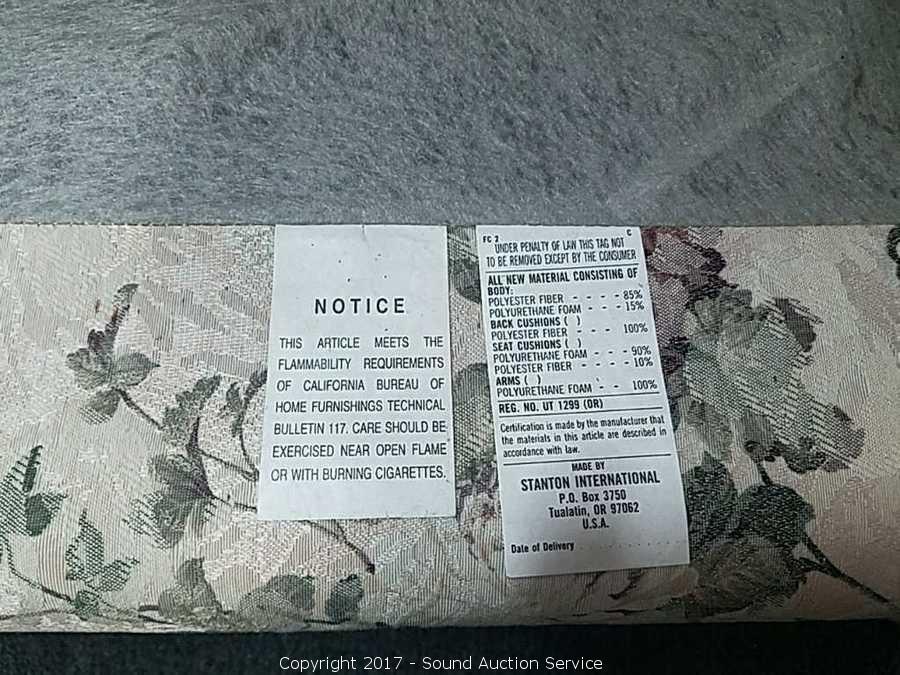 NOTICE
THIS ARTICLE MEETS THE
FLAMMABILITY REQUIREMENTS
OF CALIFORNIA BUREAU OF
HOME FURNISHINGS TECHNICAL
BULLETIN 117. CARE SHOULD BE
EXERCISED NEAR OPEN FLAME
OR WITH BURNING CIGARETTES.
FC 2 C
UNDER PENALTY OF LAW THIS TAG NOT
TO BE REMOVED EXCEPT BY THE CONSUMER
ALL NEW MATERIAL CONSISTING OF
BODY:
POLYESTER FIBER - - - - 85%
POLYURETHANE FOAM - - - - 15%
BACK CUSHIONS ( )
POLYESTER FIBER - - - 100%
SEAT CUSHIONS ( )
POLYURETHANE FOAM - - - 90%
POLYESTER FIBER - - - - 10%
ARMS ( )
POLYURETHANE FOAM - - 100%
REG. NO. UT 1299 (OR)
Certification is made by the manufacturer that
the materials in this article are described in
accordance with law.
MADE BY
STANTON INTERNATIONAL
P.O. Box 3750
Tualatin, OR 97062
U.S.A.
Date of Delivery . . . . . . . . . . . . .
Copyright 2017 - Sound Auction Service